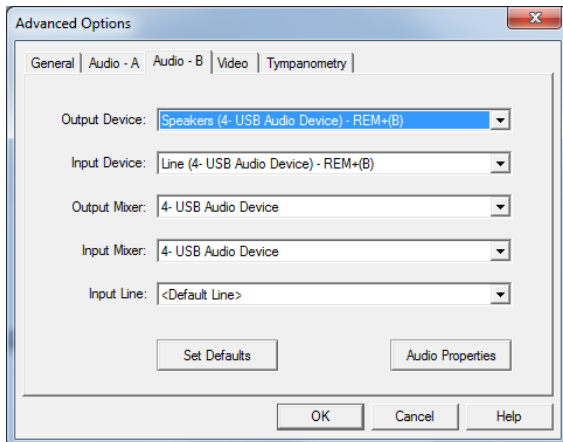 Advanced Options
General Audio - A Audio - B Video Tympanometry
Output Device: Speakers (4- USB Audio Device) - REM+(B)
Input Device: Line (4- USB Audio Device) - REM+(B)
Output Mixer: 4- USB Audio Device
Input Mixer: 4- USB Audio Device
Input Line: <Default Line>
Set Defaults Audio Properties
OK Cancel Help